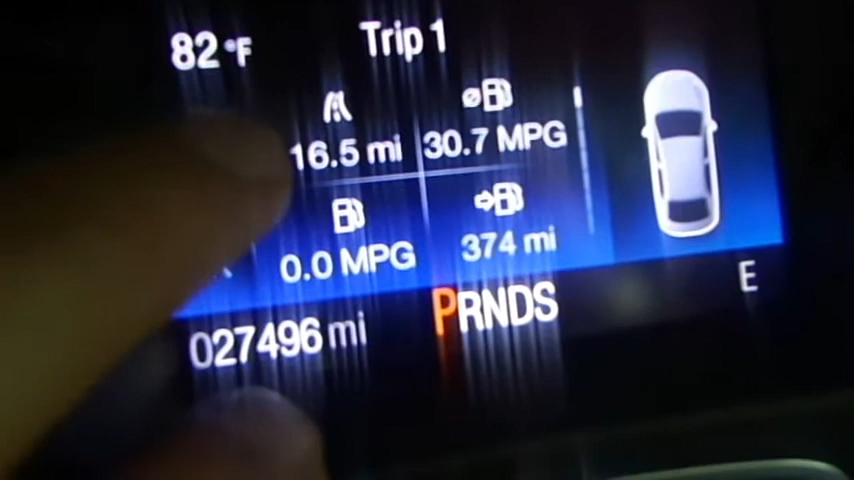 82 °F Trip 1
16.5 mi 30.7 MPG
0.0 MPG 374 mi
027496 mi PRNDS E